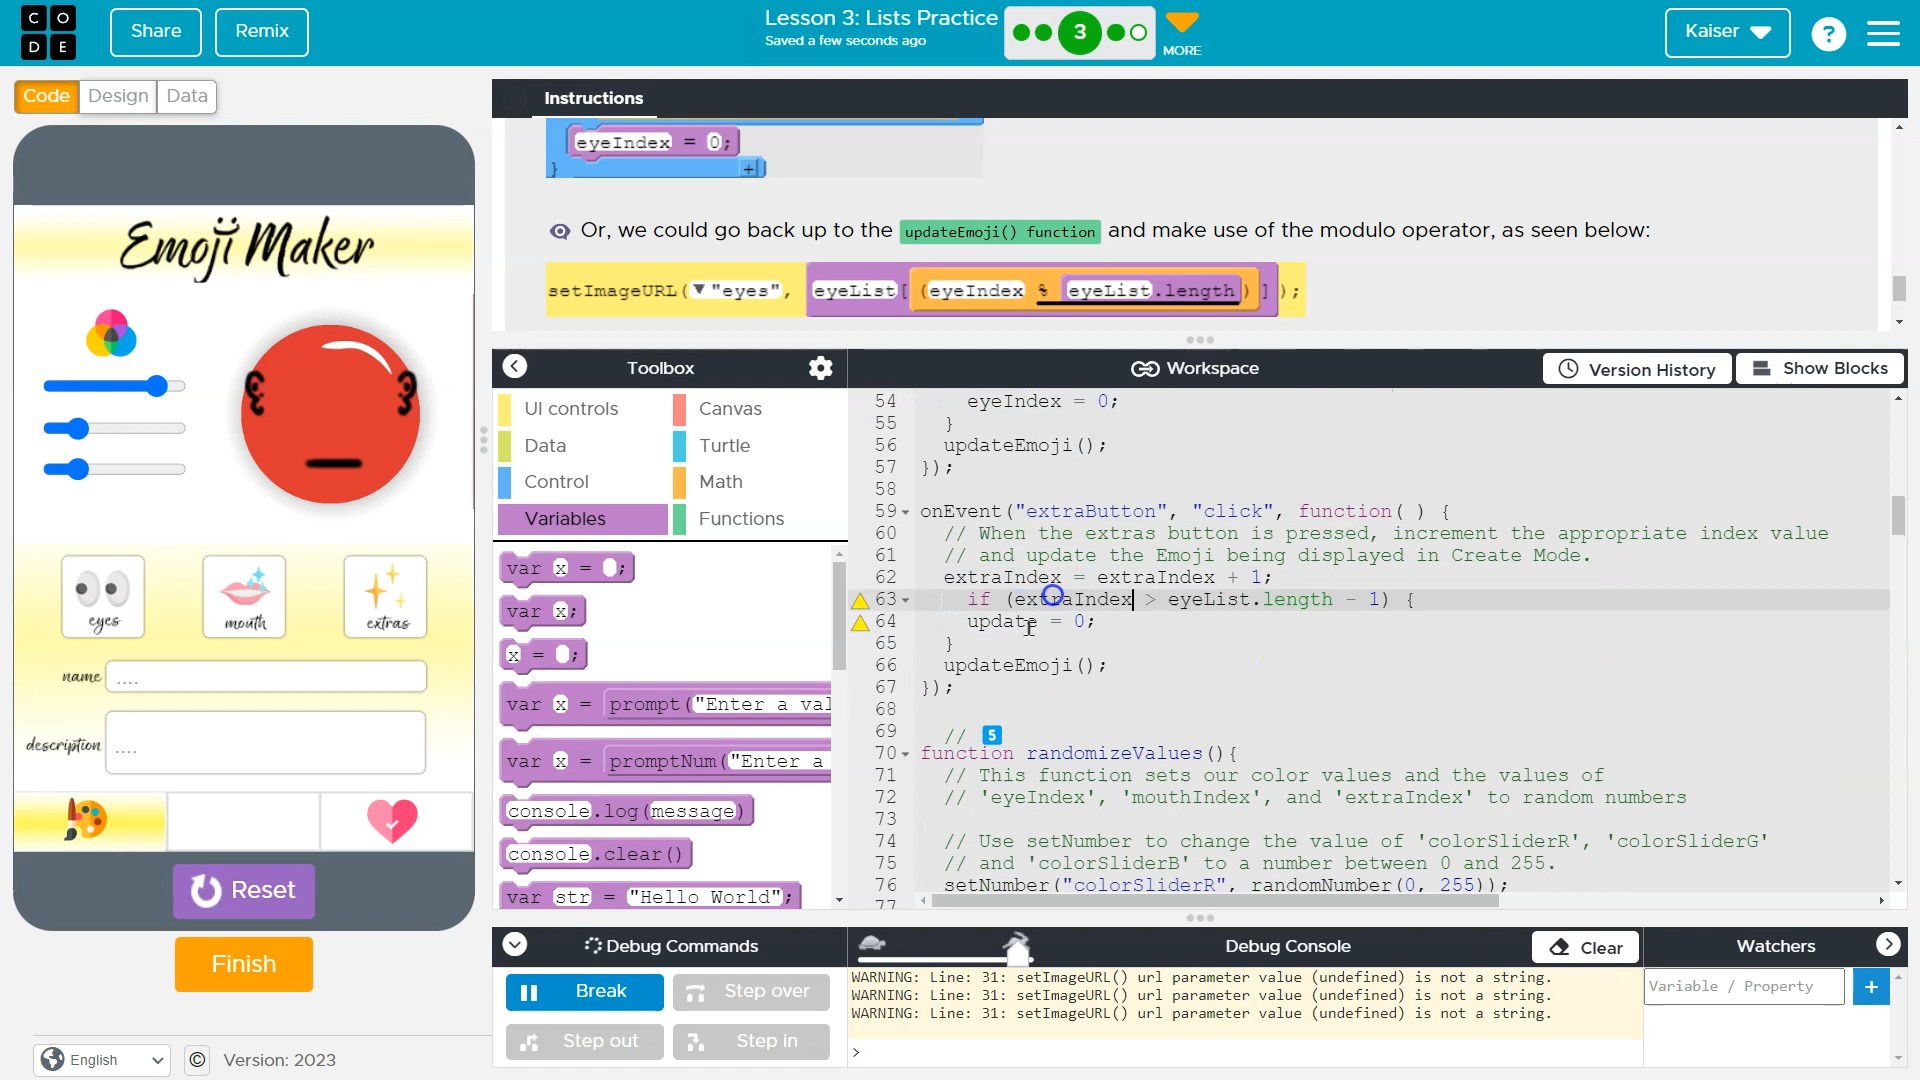 C O
D E
Share
Remix
Lesson 3: Lists Practice
Saved a few seconds ago
3
MORE
Kaiser
?
Code
Design
Data
Instructions
eyeIndex = 0;
}
+
Or, we could go back up to the updateEmoji() function and make use of the modulo operator, as seen below:
setImageURL(▼"eyes", eyeList[(eyeIndex % eyeList.length)]);
Emoji Maker
eyes
mouth
extras
name
....
description
....
Reset
Finish
English
©
Version: 2023
Toolbox
UI controls
Canvas
Data
Turtle
Control
Math
Variables
Functions
var x = ;
var x;
x = ;
var x = prompt("Enter a val
var x = promptNum("Enter a
console.log(message)
console.clear()
var str = "Hello World";
Workspace
Version History
Show Blocks
54 eyeIndex = 0;
55 }
56 updateEmoji();
57 });
58
59 onEvent("extraButton", "click", function( ) {
60 // When the extras button is pressed, increment the appropriate index value
61 // and update the Emoji being displayed in Create Mode.
62 extraIndex = extraIndex + 1;
63 if (extraIndex > eyeList.length - 1) {
64 update = 0;
65 }
66 updateEmoji();
67 });
68
69 // 5
70 function randomizeValues(){
71 // This function sets our color values and the values of
72 // 'eyeIndex', 'mouthIndex', and 'extraIndex' to random numbers
73
74 // Use setNumber to change the value of 'colorSliderR', 'colorSliderG'
75 // and 'colorSliderB' to a number between 0 and 255.
76 setNumber("colorSliderR", randomNumber(0, 255));
77
Debug Commands
Break
Step over
Step out
Step in
Debug Console
Clear
WARNING: Line: 31: setImageURL() url parameter value (undefined) is not a string.
WARNING: Line: 31: setImageURL() url parameter value (undefined) is not a string.
WARNING: Line: 31: setImageURL() url parameter value (undefined) is not a string.
>
Watchers
Variable / Property
+